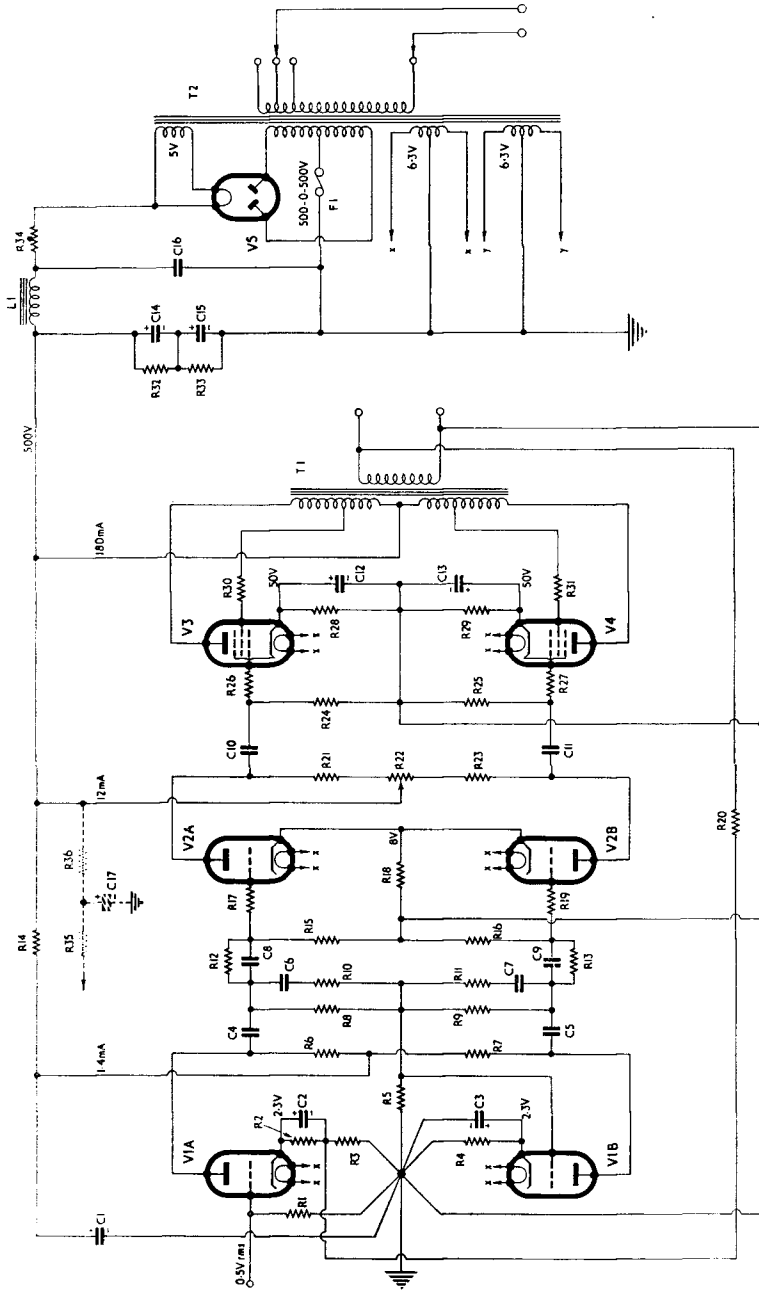 T2
5V
500-0-500V
F1
V5
6·3V
6·3V
x
x
y
y
R34
C16
L1
C14
C15
R32
R33
500V
180mA
T1
V3
R30
50V
C12
C13
50V
R31
V4
R28
R29
x
x
x
x
R26
R27
R24
R25
C10
C11
R21
R22
R23
12mA
R36
C17
R35
R14
V2A
V2B
8V
R18
x
x
x
x
R17
R19
R15
R16
R12
C8
C6
R10
R11
C7
C9
R13
R8
R9
C4
C5
R6
R7
R5
1·4mA
R20
V1A
V1B
2·3V
R2
C2
R3
C3
2·3V
R4
x
x
x
x
R1
C1
0·5V rms